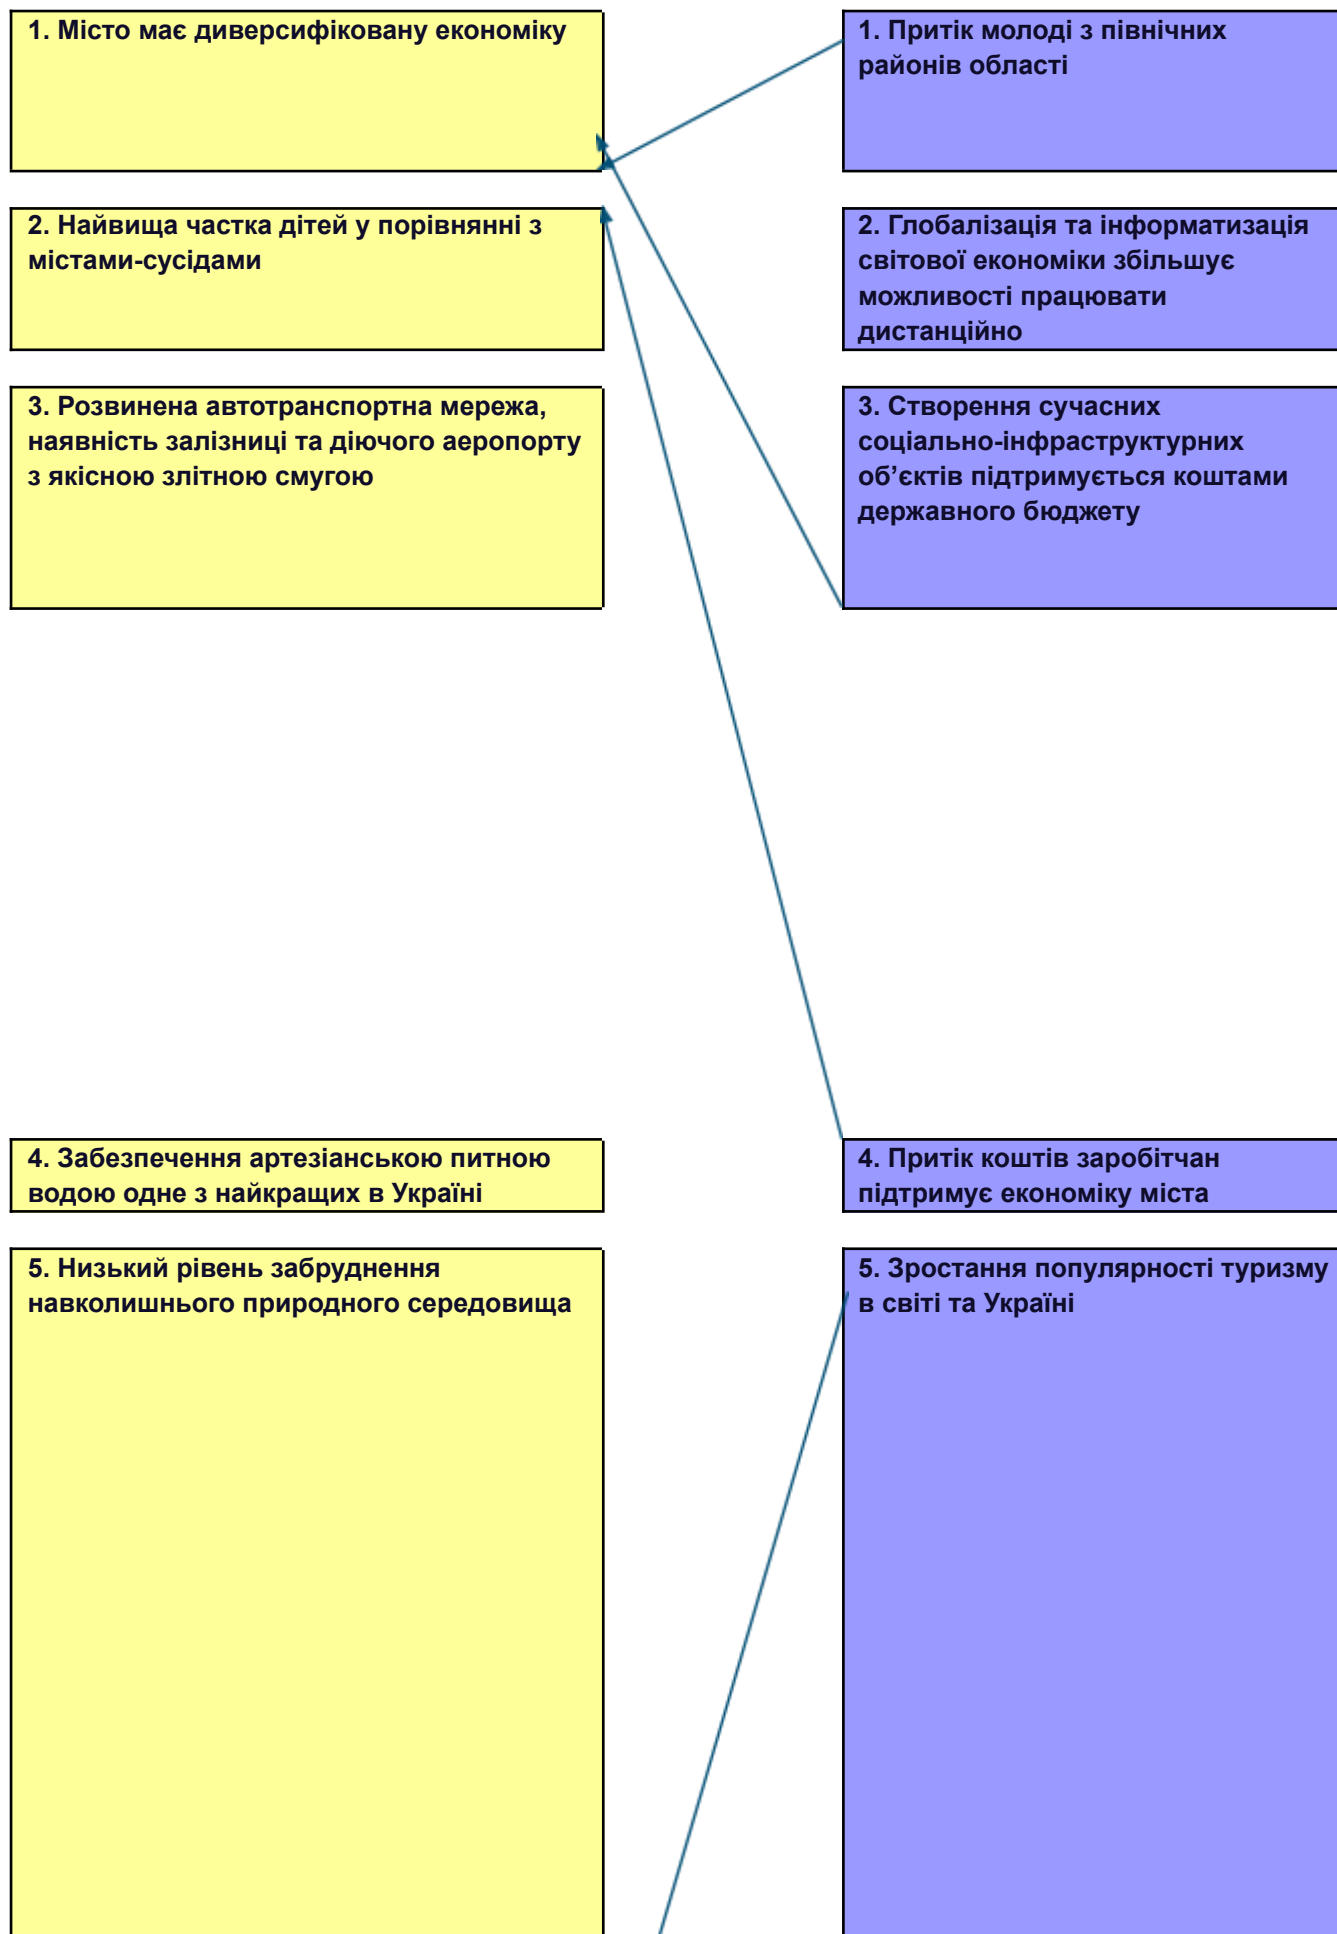 1. Місто має диверсифіковану економіку
1. Притік молоді з північних
районів області
2. Найвища частка дітей у порівнянні з
містами-сусідами
2. Глобалізація та інформатизація
світової економіки збільшує
можливості працювати
дистанційно
3. Розвинена автотранспортна мережа,
наявність залізниці та діючого аеропорту
з якісною злітною смугою
3. Створення сучасних
соціально-інфраструктурних
об’єктів підтримується коштами
державного бюджету
4. Забезпечення артезіанською питною
водою одне з найкращих в Україні
4. Притік коштів заробітчан
підтримує економіку міста
5. Низький рівень забруднення
навколишнього природного середовища
5. Зростання популярності туризму
в світі та Україні